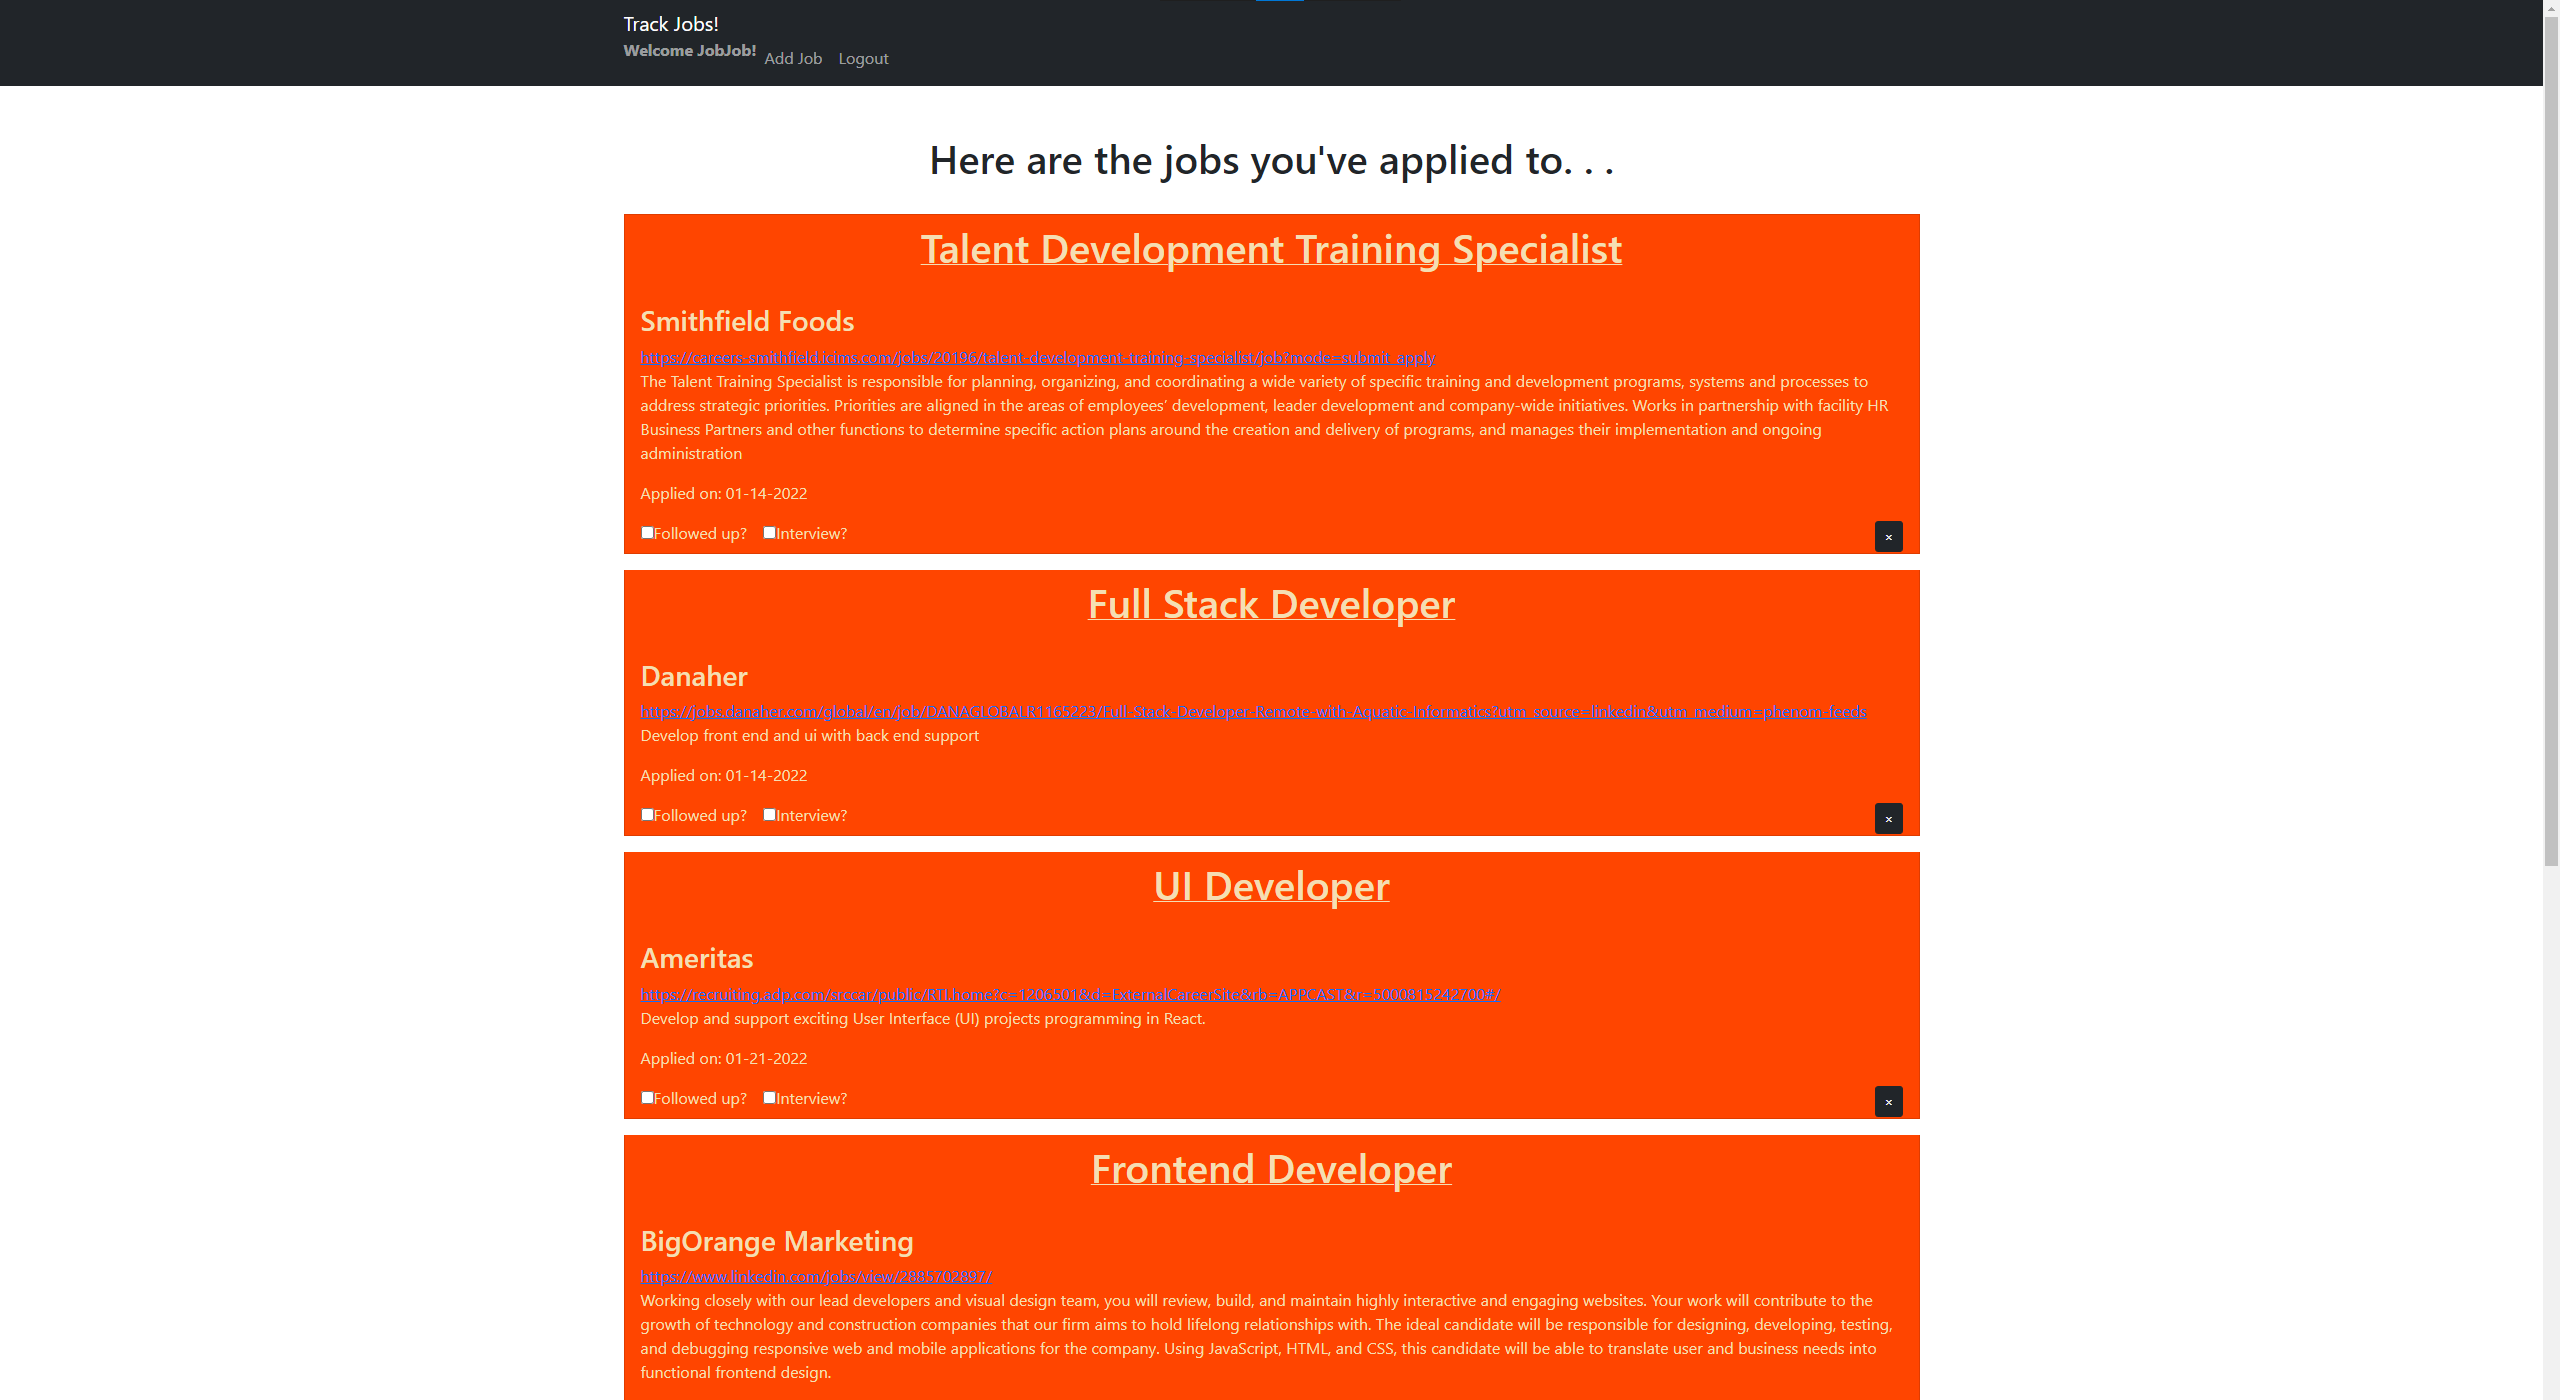 Track Jobs!
Welcome JobJob! Add Job Logout
Here are the jobs you've applied to. . .
Talent Development Training Specialist
Smithfield Foods
https://careers-smithfield.icims.com/jobs/20196/talent-development-training-specialist/job?mode=submit_apply
The Talent Training Specialist is responsible for planning, organizing, and coordinating a wide variety of specific training and development programs, systems and processes to
address strategic priorities. Priorities are aligned in the areas of employees’ development, leader development and company-wide initiatives. Works in partnership with facility HR
Business Partners and other functions to determine specific action plans around the creation and delivery of programs, and manages their implementation and ongoing
administration
Applied on: 01-14-2022
Followed up? Interview? ×
Full Stack Developer
Danaher
https://jobs.danaher.com/global/en/job/DANAGLOBALR1165223/Full-Stack-Developer-Remote-with-Aquatic-Informatics?utm_source=linkedin&utm_medium=phenom-feeds
Develop front end and ui with back end support
Applied on: 01-14-2022
Followed up? Interview? ×
UI Developer
Ameritas
https://recruiting.adp.com/srccar/public/RTI.home?c=1206501&d=ExternalCareerSite&rb=APPCAST&r=5000815242700#/
Develop and support exciting User Interface (UI) projects programming in React.
Applied on: 01-21-2022
Followed up? Interview? ×
Frontend Developer
BigOrange Marketing
https://www.linkedin.com/jobs/view/2885702897/
Working closely with our lead developers and visual design team, you will review, build, and maintain highly interactive and engaging websites. Your work will contribute to the
growth of technology and construction companies that our firm aims to hold lifelong relationships with. The ideal candidate will be responsible for designing, developing, testing,
and debugging responsive web and mobile applications for the company. Using JavaScript, HTML, and CSS, this candidate will be able to translate user and business needs into
functional frontend design.